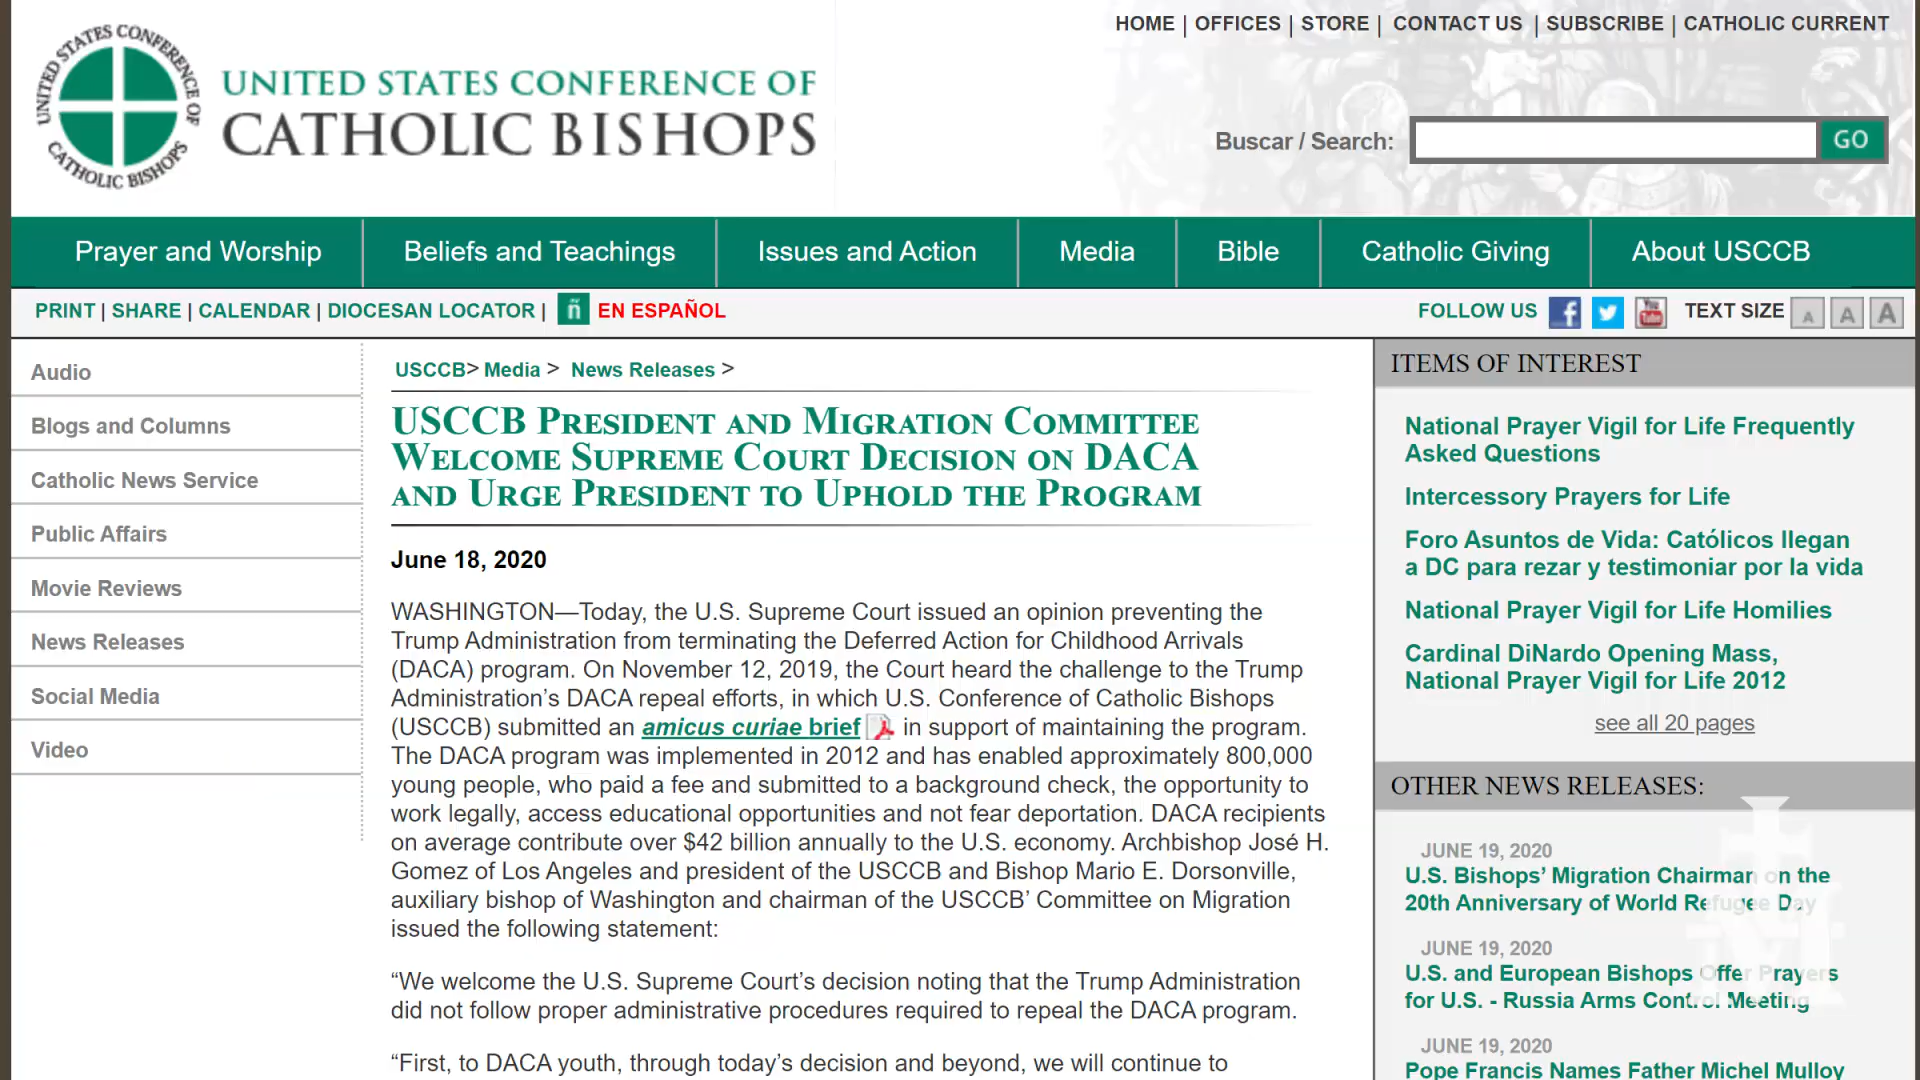 HOME | OFFICES | STORE | CONTACT US | SUBSCRIBE | CATHOLIC CURRENT
UNITED STATES CONFERENCE OF CATHOLIC BISHOPS
UNITED STATES CONFERENCE OF
CATHOLIC BISHOPS
Buscar / Search:
GO
Prayer and Worship
Beliefs and Teachings
Issues and Action
Media
Bible
Catholic Giving
About USCCB
PRINT | SHARE | CALENDAR | DIOCESAN LOCATOR | ñ EN ESPAÑOL
FOLLOW US f You Tube TEXT SIZE A A A
Audio
Blogs and Columns
Catholic News Service
Public Affairs
Movie Reviews
News Releases
Social Media
Video
USCCB> Media > News Releases >
USCCB PRESIDENT AND MIGRATION COMMITTEE
WELCOME SUPREME COURT DECISION ON DACA
AND URGE PRESIDENT TO UPHOLD THE PROGRAM
June 18, 2020
WASHINGTON—Today, the U.S. Supreme Court issued an opinion preventing the
Trump Administration from terminating the Deferred Action for Childhood Arrivals
(DACA) program. On November 12, 2019, the Court heard the challenge to the Trump
Administration’s DACA repeal efforts, in which U.S. Conference of Catholic Bishops
(USCCB) submitted an amicus curiae brief in support of maintaining the program.
The DACA program was implemented in 2012 and has enabled approximately 800,000
young people, who paid a fee and submitted to a background check, the opportunity to
work legally, access educational opportunities and not fear deportation. DACA recipients
on average contribute over $42 billion annually to the U.S. economy. Archbishop José H.
Gomez of Los Angeles and president of the USCCB and Bishop Mario E. Dorsonville,
auxiliary bishop of Washington and chairman of the USCCB’ Committee on Migration
issued the following statement:
“We welcome the U.S. Supreme Court’s decision noting that the Trump Administration
did not follow proper administrative procedures required to repeal the DACA program.
“First, to DACA youth, through today’s decision and beyond, we will continue to
ITEMS OF INTEREST
National Prayer Vigil for Life Frequently
Asked Questions
Intercessory Prayers for Life
Foro Asuntos de Vida: Católicos llegan
a DC para rezar y testimoniar por la vida
National Prayer Vigil for Life Homilies
Cardinal DiNardo Opening Mass,
National Prayer Vigil for Life 2012
see all 20 pages
OTHER NEWS RELEASES:
JUNE 19, 2020
U.S. Bishops’ Migration Chairman on the
20th Anniversary of World Refugee Day
JUNE 19, 2020
U.S. and European Bishops Offer Prayers
for U.S. - Russia Arms Control Meeting
JUNE 19, 2020
Pope Francis Names Father Michel Mulloy